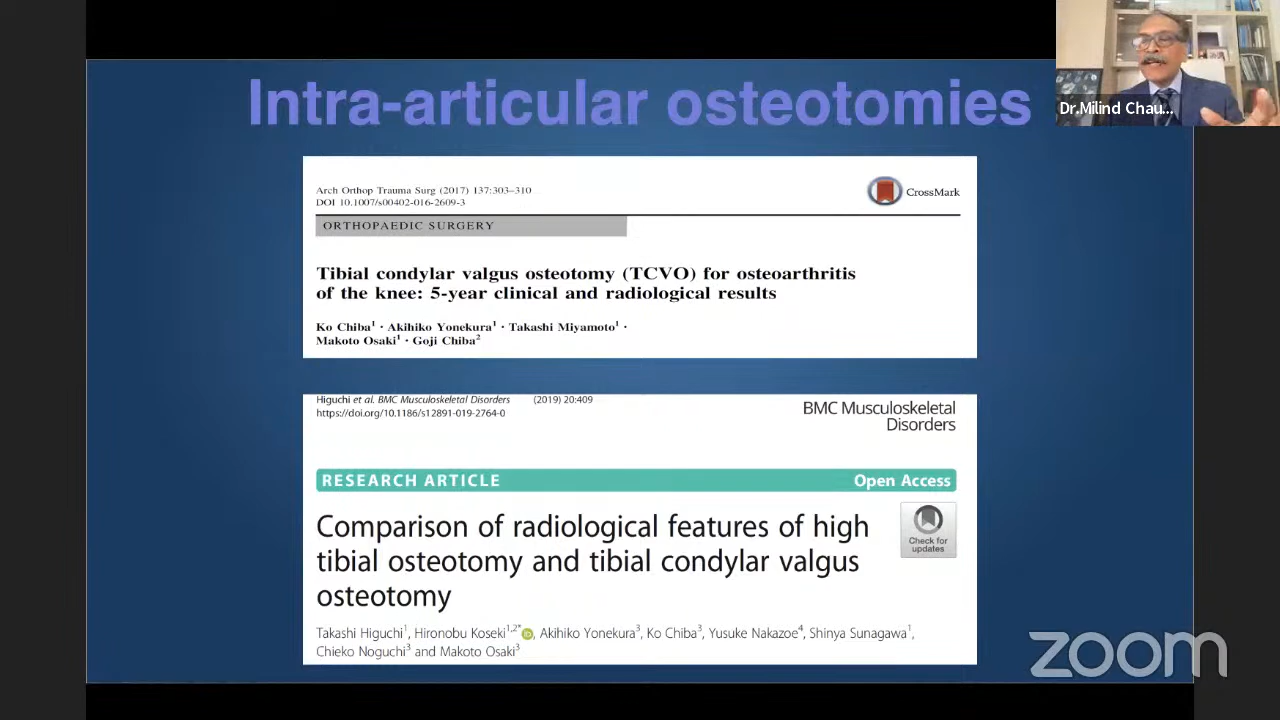 Intra-articular osteotomies
Dr.Milind Chau...
Arch Orthop Trauma Surg (2017) 137:303–310
DOI 10.1007/s00402-016-2609-3
CrossMark
ORTHOPAEDIC SURGERY
Tibial condylar valgus osteotomy (TCVO) for osteoarthritis
of the knee: 5-year clinical and radiological results
Ko Chiba1 · Akihiko Yonekura1 · Takashi Miyamoto1 ·
Makoto Osaki1 · Goji Chiba2
Higuchi et al. BMC Musculoskeletal Disorders (2019) 20:409
https://doi.org/10.1186/s12891-019-2764-0
BMC Musculoskeletal
Disorders
RESEARCH ARTICLE Open Access
Comparison of radiological features of high
tibial osteotomy and tibial condylar valgus
osteotomy
Check for
updates
Takashi Higuchi1, Hironobu Koseki1,2*, Akihiko Yonekura3, Ko Chiba3, Yusuke Nakazoe4, Shinya Sunagawa1,
Chieko Noguchi3 and Makoto Osaki3
zoom